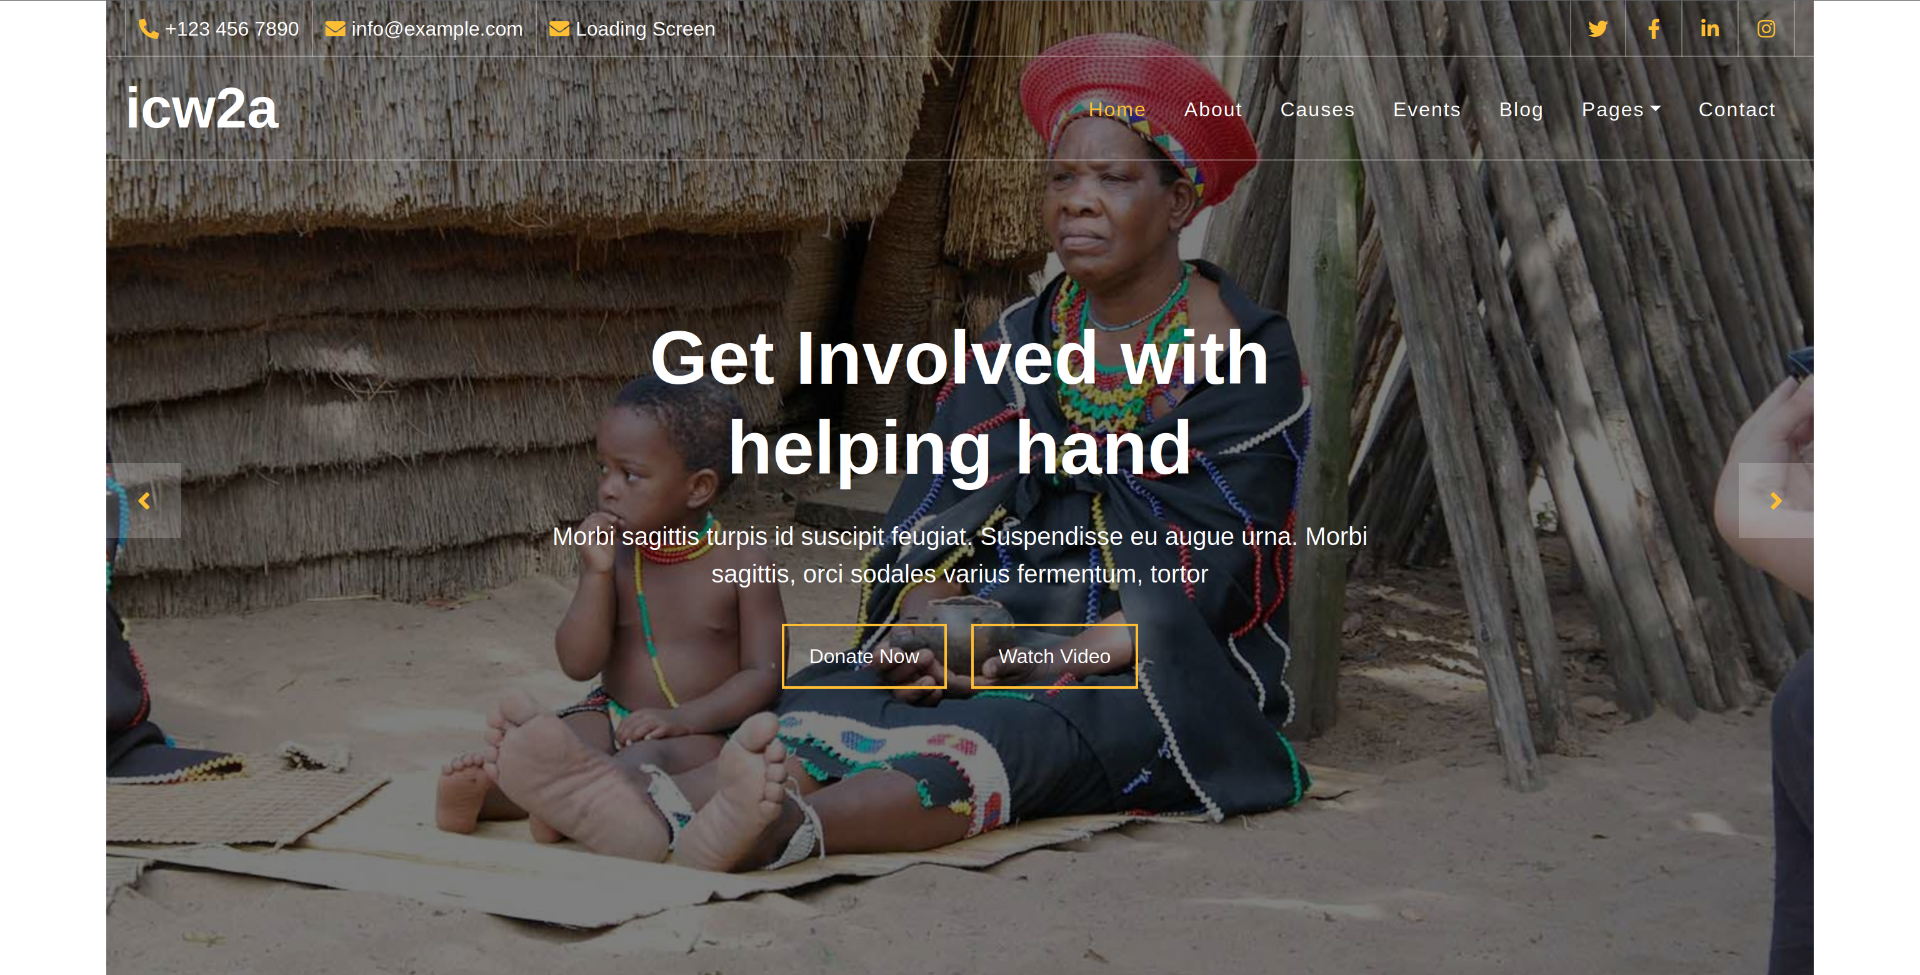 +123 456 7890
info@example.com
Loading Screen
icw2a
Home
About
Causes
Events
Blog
Pages
Contact
Get Involved with
helping hand
Morbi sagittis turpis id suscipit feugiat. Suspendisse eu augue urna. Morbi
sagittis, orci sodales varius fermentum, tortor
Donate Now
Watch Video